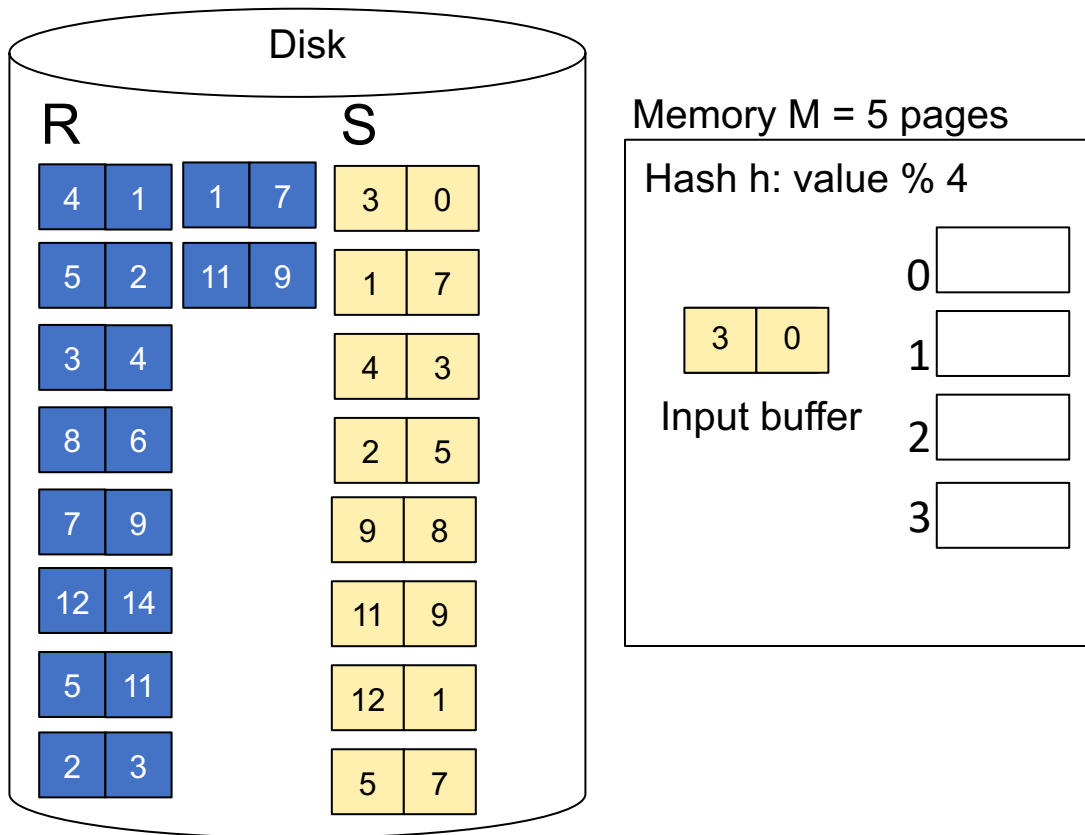 Disk
R S
4 1 1 7 3 0
5 2 11 9 1 7
3 4 4 3
8 6 2 5
7 9 9 8
12 14 11 9
5 11 12 1
2 3 5 7
Memory M = 5 pages
Hash h: value % 4
3 0
Input buffer
0
1
2
3